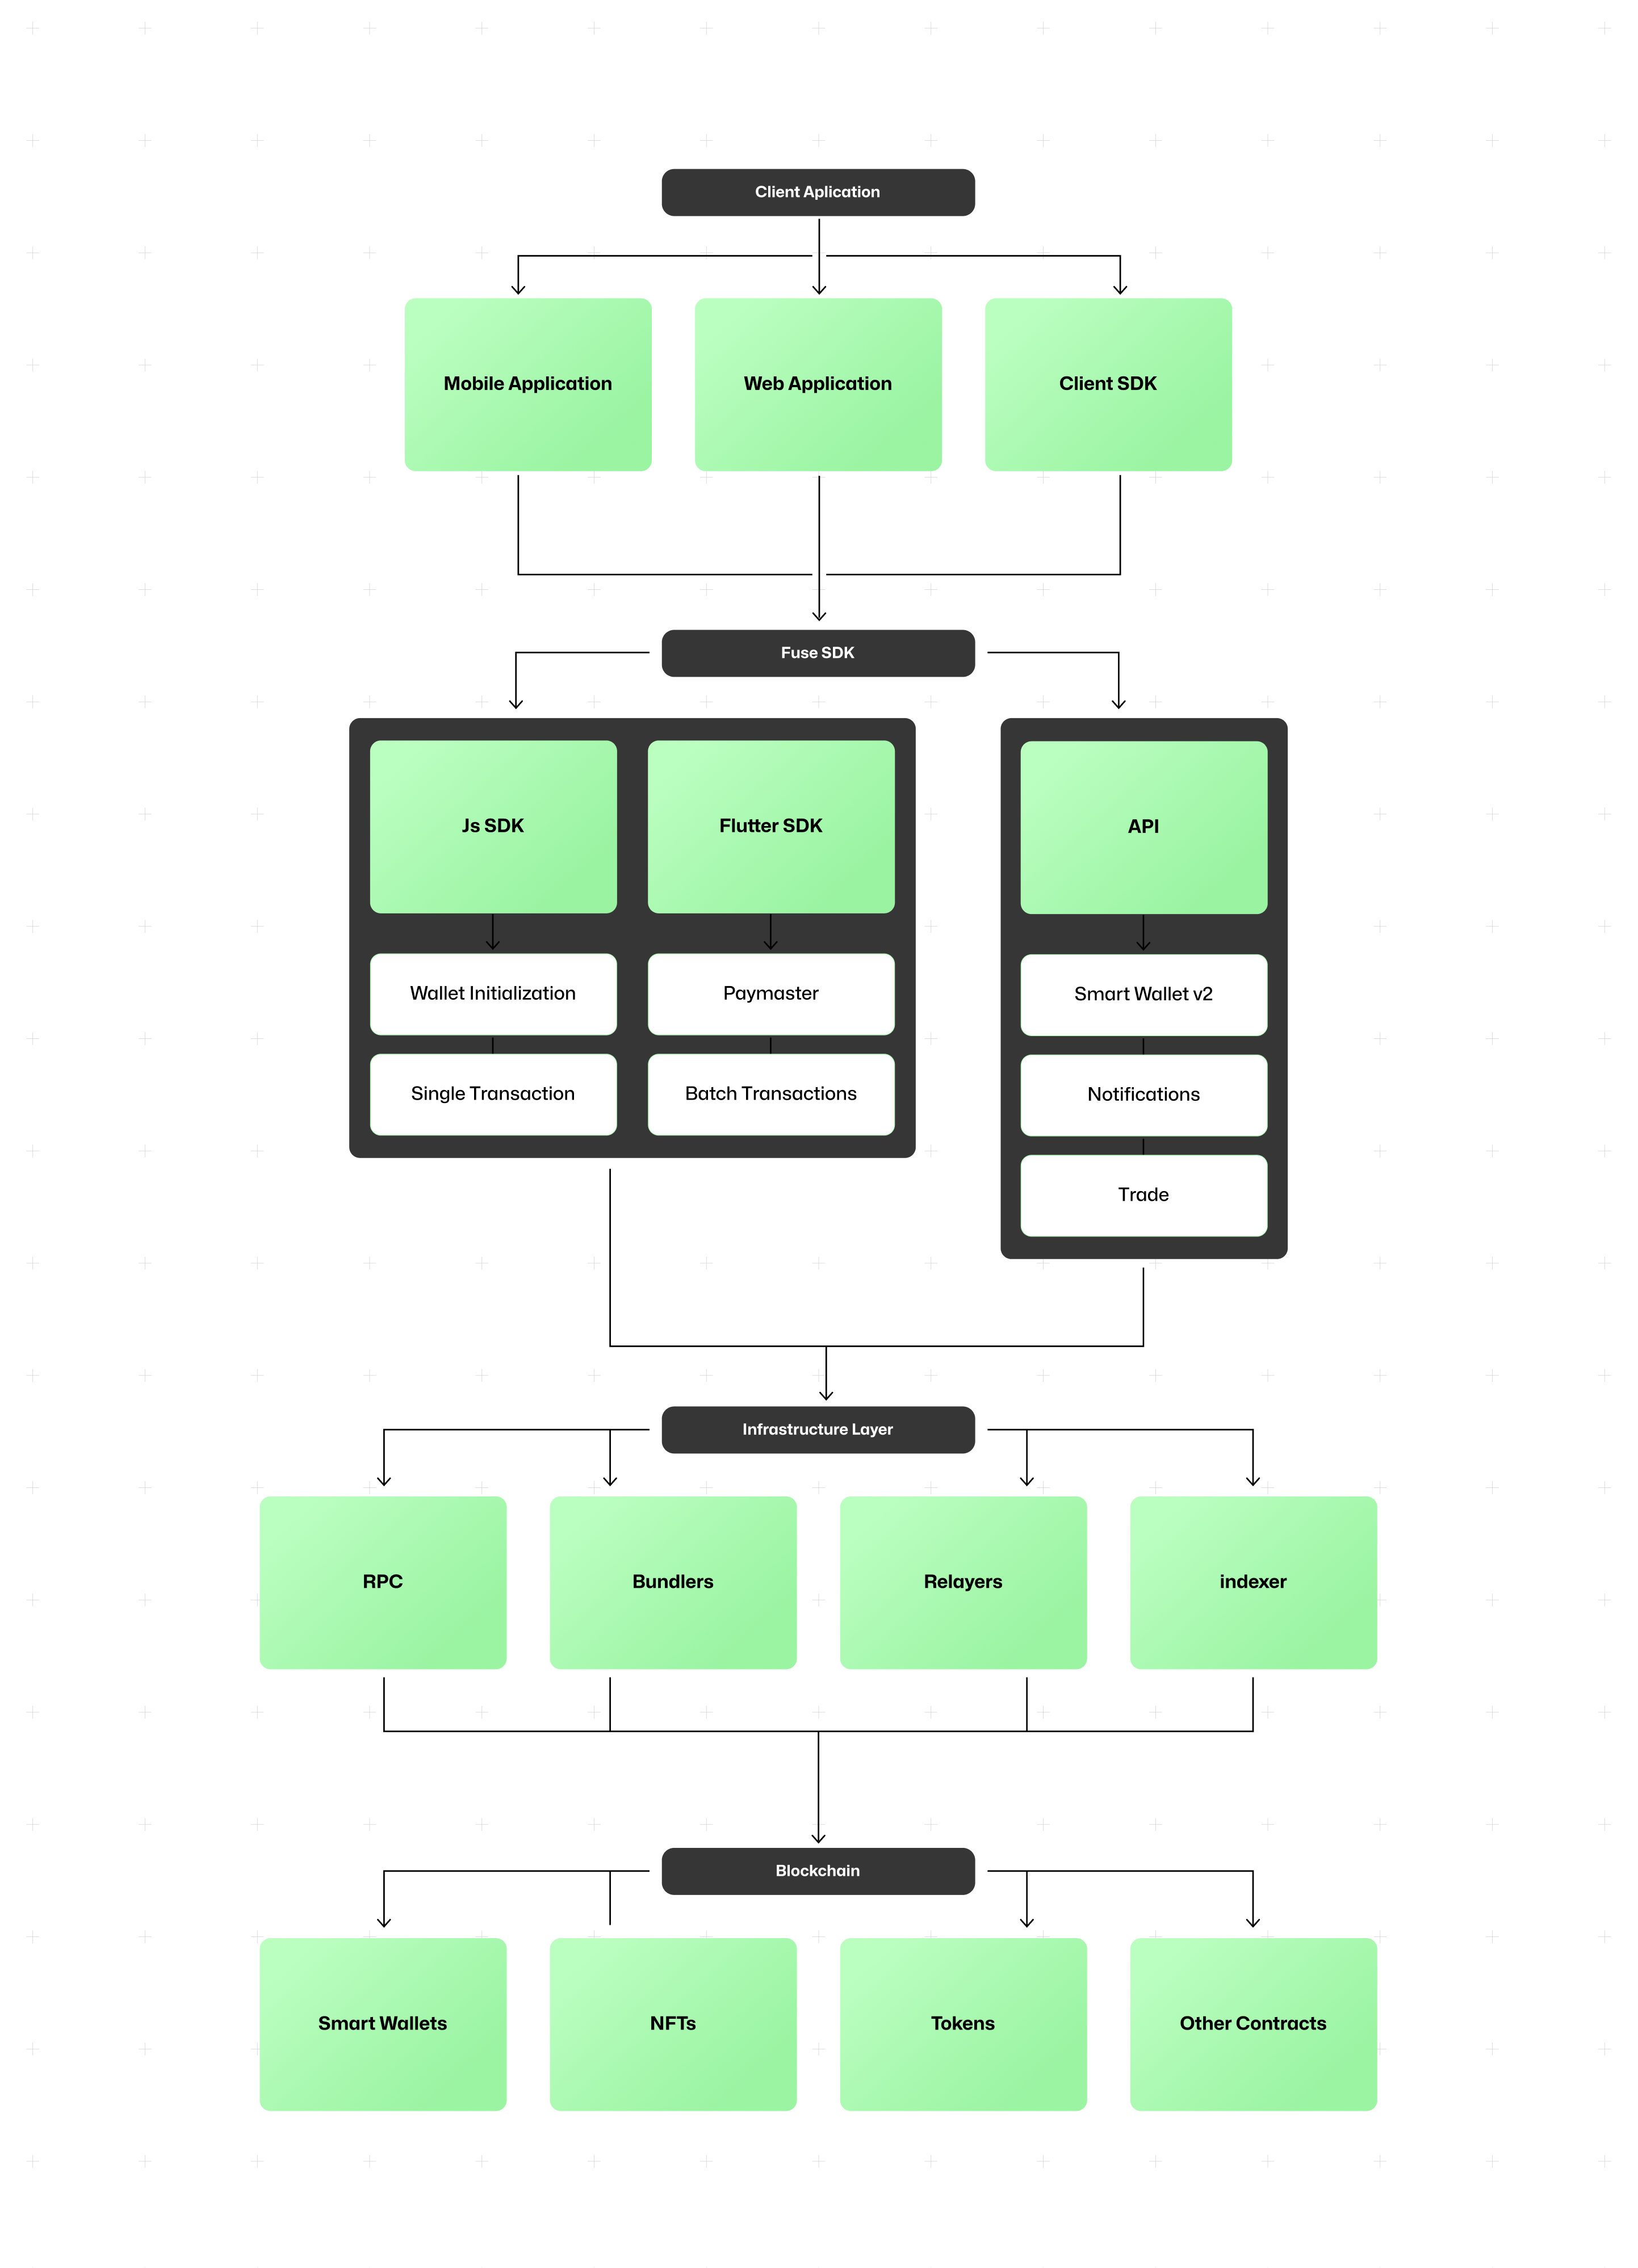 Client Aplication
Mobile Application
Web Application
Client SDK
Fuse SDK
Js SDK
Flutter SDK
API
Wallet Initialization
Paymaster
Smart Wallet v2
Single Transaction
Batch Transactions
Notifications
Trade
Infrastructure Layer
RPC
Bundlers
Relayers
indexer
Blockchain
Smart Wallets
NFTs
Tokens
Other Contracts